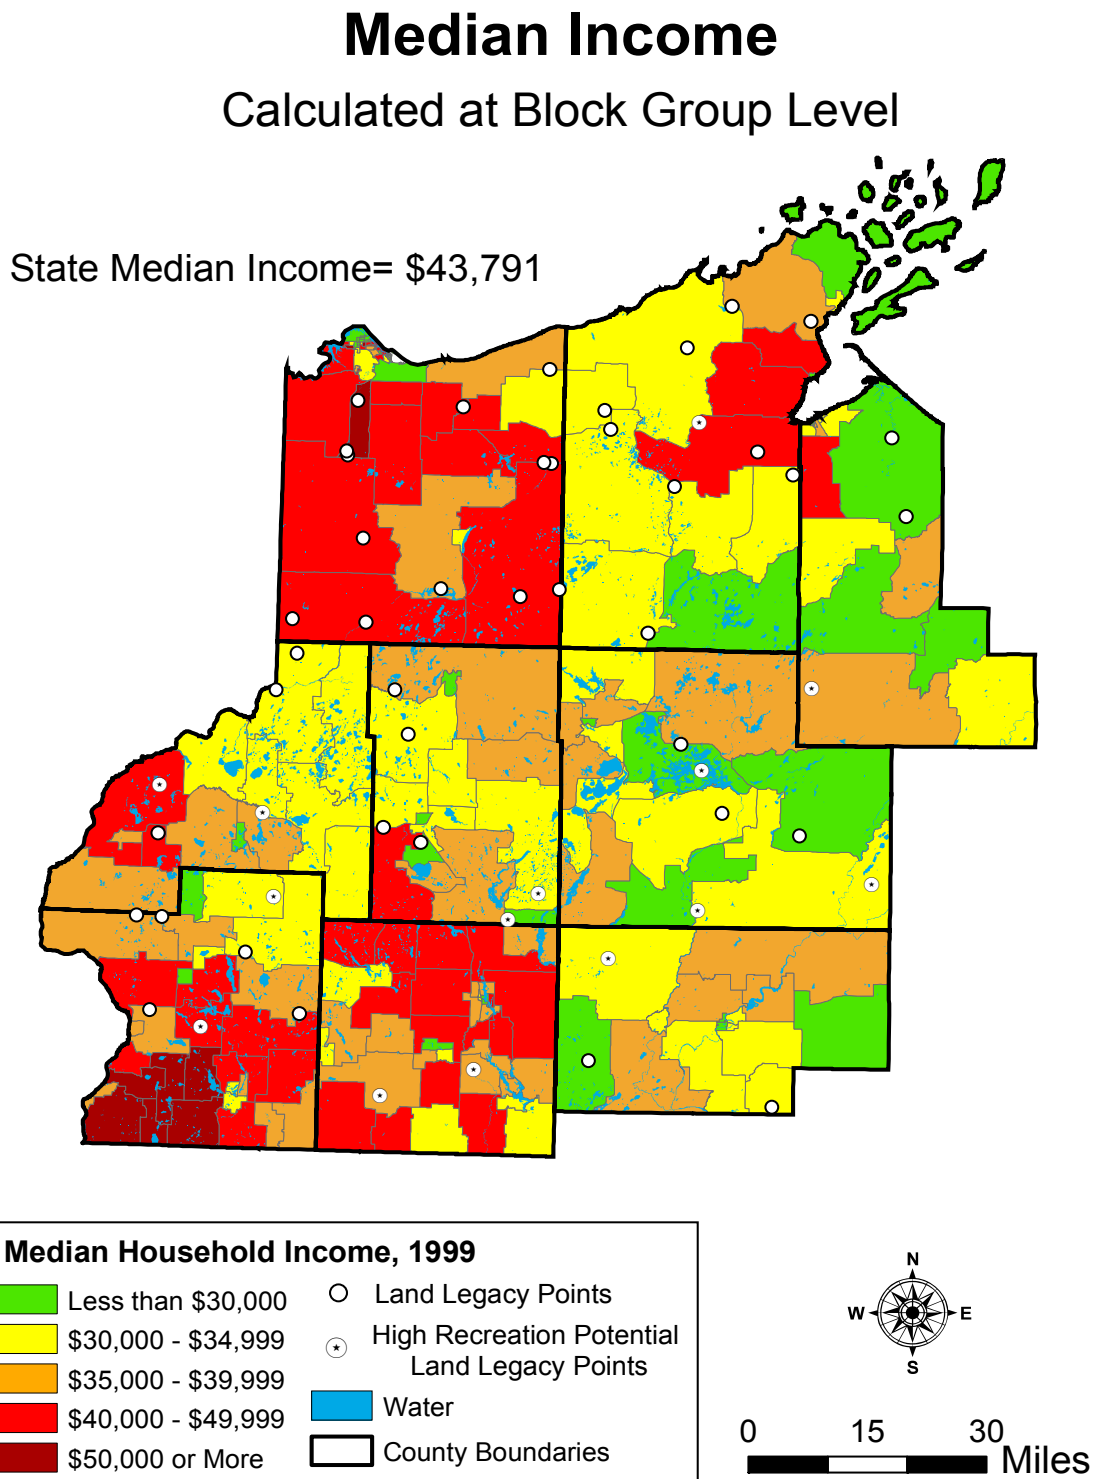 Median Income
Calculated at Block Group Level
State Median Income= $43,791
Median Household Income, 1999
Less than $30,000
$30,000 - $34,999
$35,000 - $39,999
$40,000 - $49,999
$50,000 or More
Land Legacy Points
High Recreation Potential
Land Legacy Points
Water
County Boundaries
N
W E
S
0 15 30
Miles